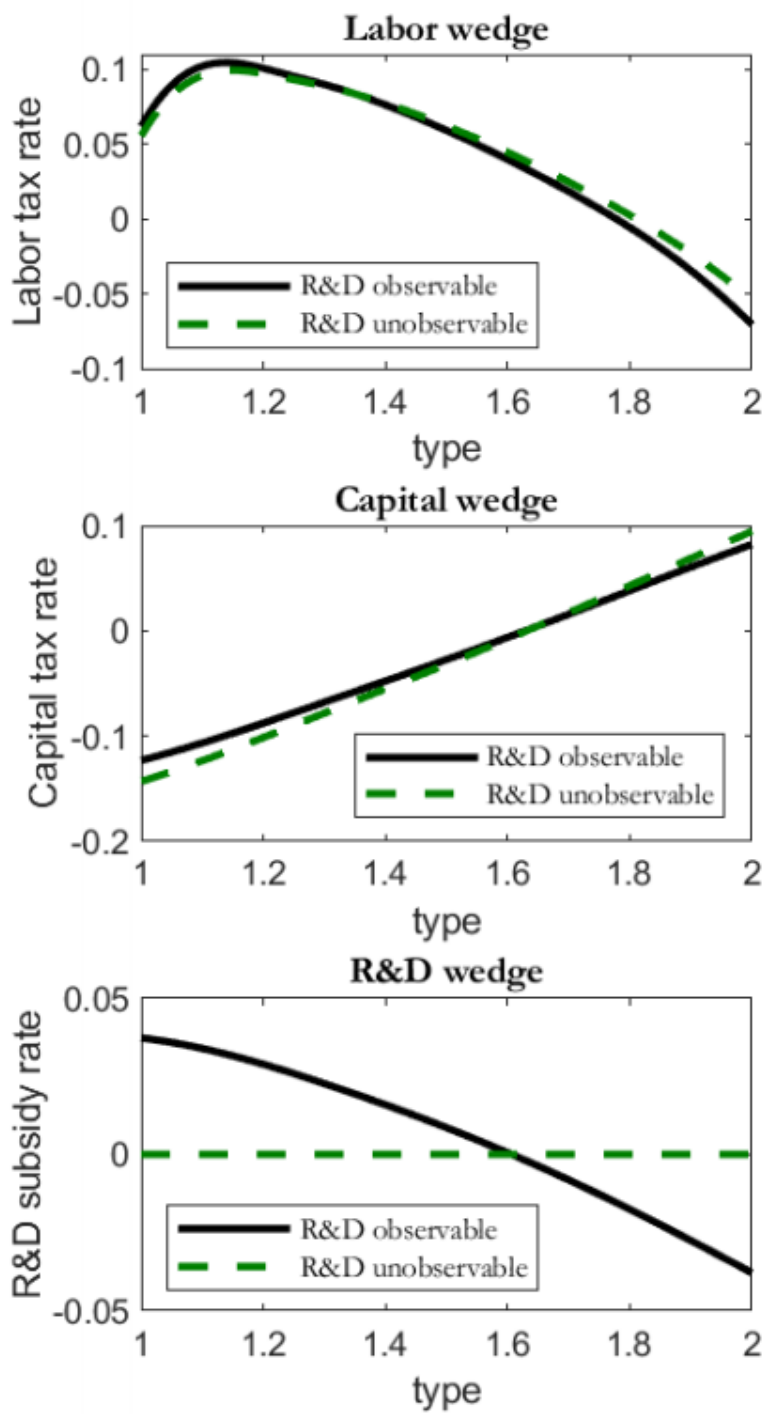 Labor wedge
Labor tax rate
0.1
0.05
0
-0.05
-0.1
R&D observable
R&D unobservable
1 1.2 1.4 1.6 1.8 2
type
Capital wedge
Capital tax rate
0.1
0
-0.1
-0.2
R&D observable
R&D unobservable
1 1.2 1.4 1.6 1.8 2
type
R&D wedge
R&D subsidy rate
0.05
0
-0.05
R&D observable
R&D unobservable
1 1.2 1.4 1.6 1.8 2
type